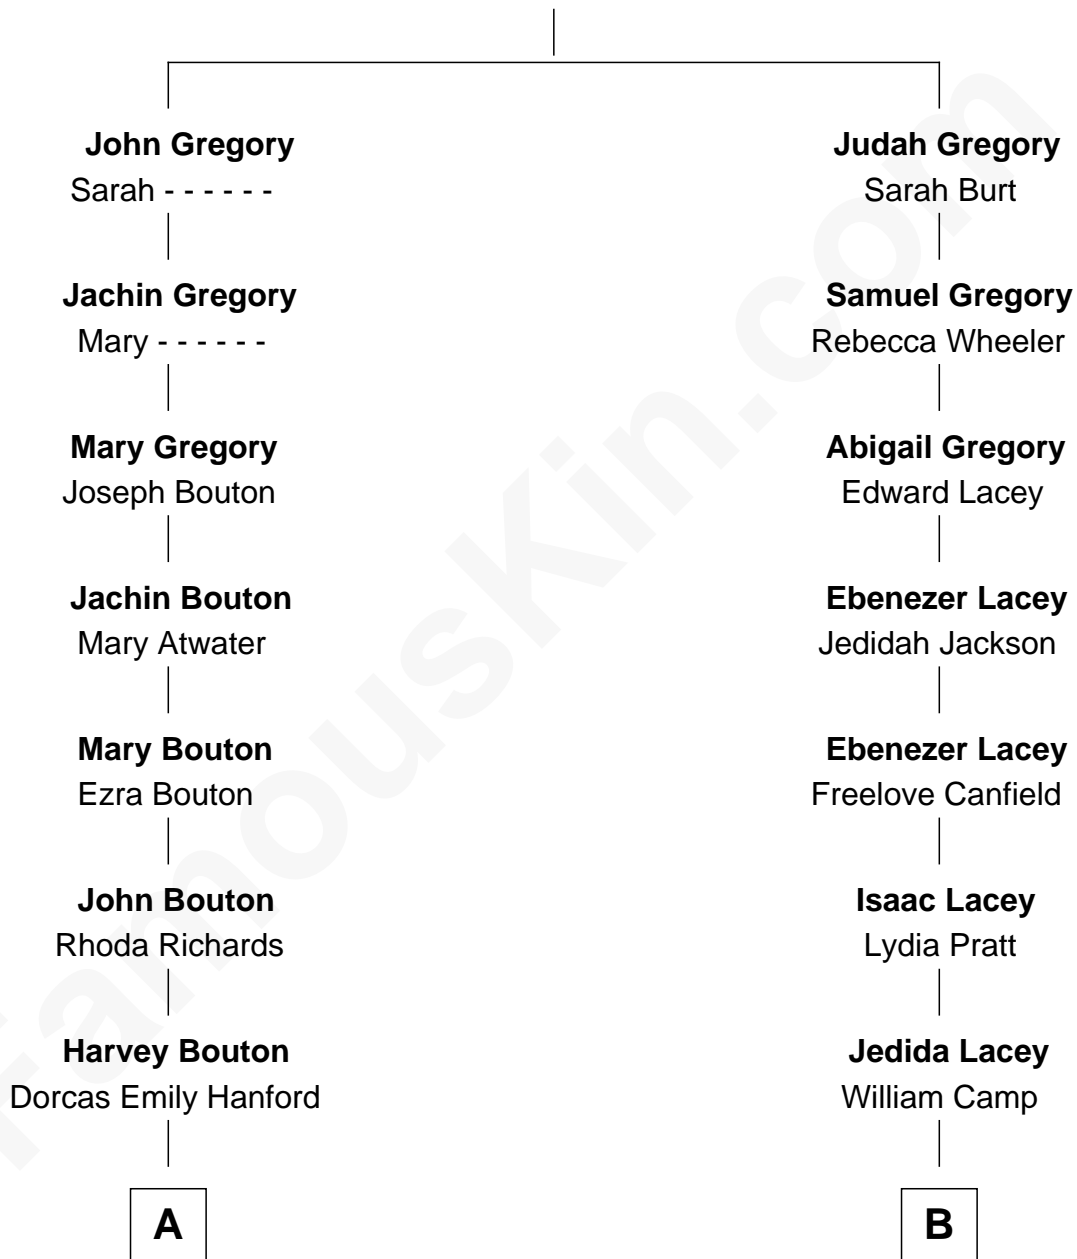 John Gregory
Sarah - - - - - -
Jachin Gregory
Mary - - - - - -
Mary Gregory
Joseph Bouton
Jachin Bouton
Mary Atwater
Mary Bouton
Ezra Bouton
John Bouton
Rhoda Richards
Harvey Bouton
Dorcas Emily Hanford
A
Judah Gregory
Sarah Burt
Samuel Gregory
Rebecca Wheeler
Abigail Gregory
Edward Lacey
Ebenezer Lacey
Jedidah Jackson
Ebenezer Lacey
Freelove Canfield
Isaac Lacey
Lydia Pratt
Jedida Lacey
William Camp
B
FamousKin.com